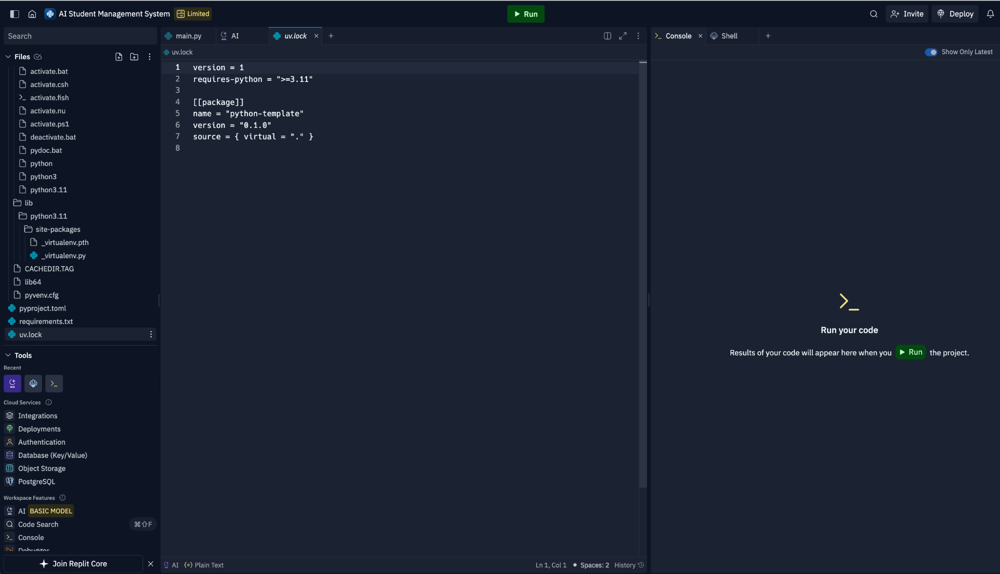 AI Student Management System Limited
Run
Invite
Deploy
Search
Files
activate.bat
activate.csh
activate.fish
activate.nu
activate.ps1
deactivate.bat
pydoc.bat
python
python3
python3.11
lib
python3.11
site-packages
_virtualenv.pth
_virtualenv.py
CACHEDIR.TAG
lib64
pyvenv.cfg
pyproject.toml
requirements.txt
uv.lock
Tools
Recent
Cloud Services
Integrations
Deployments
Authentication
Database (Key/Value)
Object Storage
PostgreSQL
Workspace Features
AI BASIC MODEL
Code Search ⌘⇧F
Console
Debugger
Join Replit Core
main.py
AI
uv.lock
uv.lock
1 version = 1
2 requires-python = ">=3.11"
3
4 [[package]]
5 name = "python-template"
6 version = "0.1.0"
7 source = { virtual = "." }
8
AI {*} Plain Text
Ln 1, Col 1 • Spaces: 2 History
Console
Shell
Show Only Latest
Run your code
Results of your code will appear here when you Run the project.